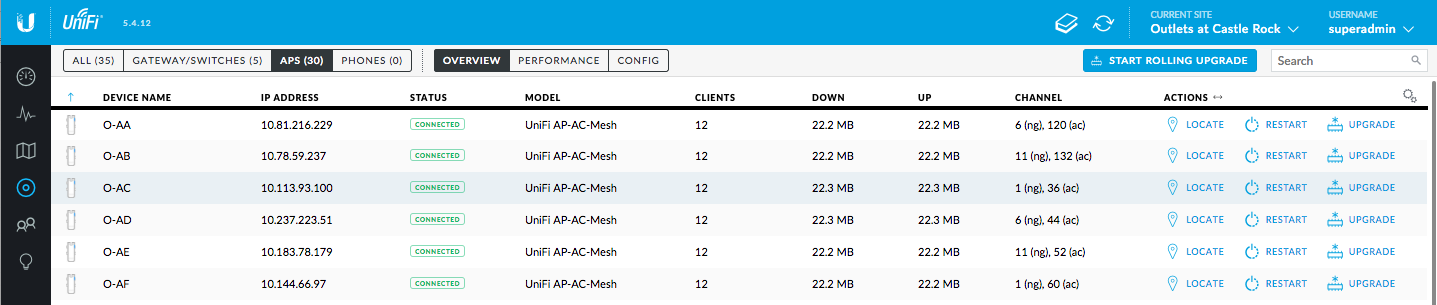 U UniFi 5.4.12 CURRENT SITE USERNAME
Outlets at Castle Rock superadmin
ALL (35) GATEWAY/SWITCHES (5) APS (30) PHONES (0) OVERVIEW PERFORMANCE CONFIG START ROLLING UPGRADE Search
↑ DEVICE NAME IP ADDRESS STATUS MODEL CLIENTS DOWN UP CHANNEL ACTIONS ↔
O-AA 10.81.216.229 CONNECTED UniFi AP-AC-Mesh 12 22.2 MB 22.2 MB 6 (ng), 120 (ac) LOCATE RESTART UPGRADE
O-AB 10.78.59.237 CONNECTED UniFi AP-AC-Mesh 12 22.2 MB 22.2 MB 11 (ng), 132 (ac) LOCATE RESTART UPGRADE
O-AC 10.113.93.100 CONNECTED UniFi AP-AC-Mesh 12 22.3 MB 22.3 MB 1 (ng), 36 (ac) LOCATE RESTART UPGRADE
O-AD 10.237.223.51 CONNECTED UniFi AP-AC-Mesh 12 22.3 MB 22.3 MB 6 (ng), 44 (ac) LOCATE RESTART UPGRADE
O-AE 10.183.78.179 CONNECTED UniFi AP-AC-Mesh 12 22.2 MB 22.2 MB 11 (ng), 52 (ac) LOCATE RESTART UPGRADE
O-AF 10.144.66.97 CONNECTED UniFi AP-AC-Mesh 12 22.2 MB 22.2 MB 1 (ng), 60 (ac) LOCATE RESTART UPGRADE